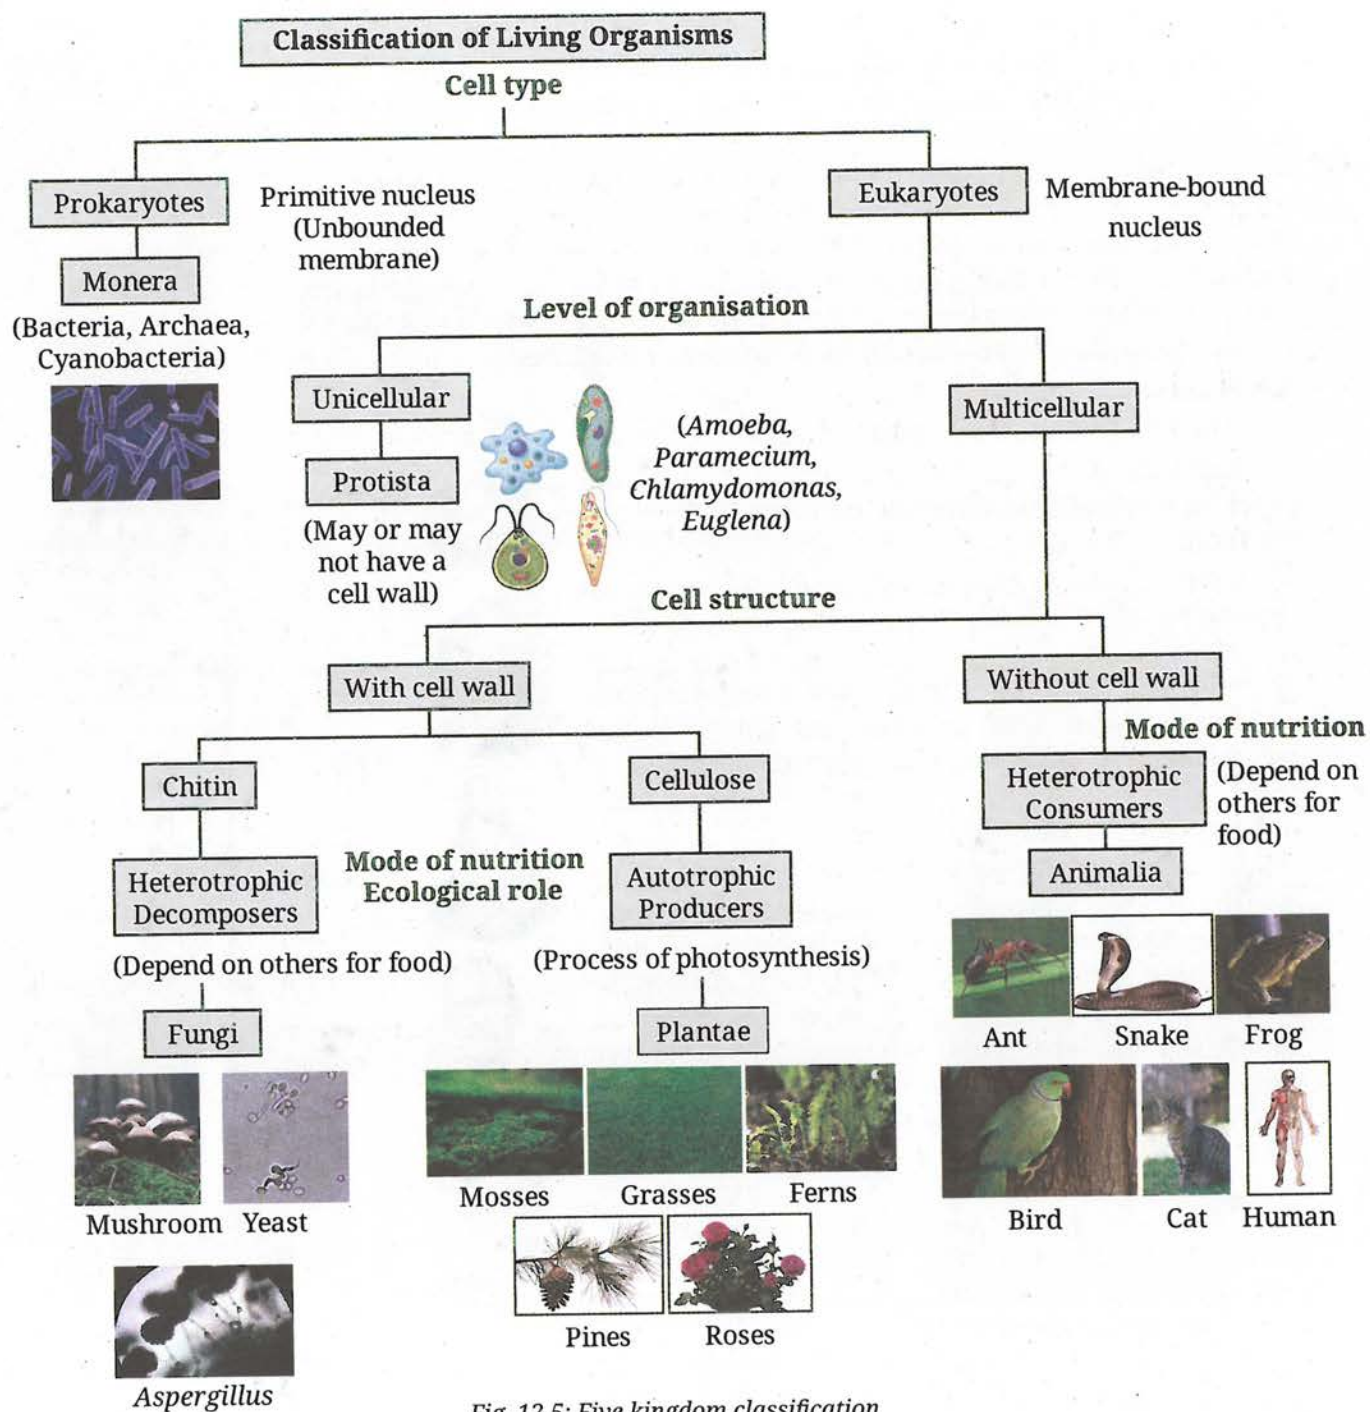 Classification of Living Organisms
Cell type
Prokaryotes
Primitive nucleus
(Unbounded
membrane)
Eukaryotes
Membrane-bound
nucleus
Monera
(Bacteria, Archaea,
Cyanobacteria)
Level of organisation
Unicellular
Multicellular
Protista
(May or may
not have a
cell wall)
(Amoeba,
Paramecium,
Chlamydomonas,
Euglena)
Cell structure
With cell wall
Without cell wall
Mode of nutrition
Chitin
Cellulose
Heterotrophic
Consumers
(Depend on
others for
food)
Heterotrophic
Decomposers
Mode of nutrition
Ecological role
Autotrophic
Producers
Animalia
(Depend on others for food)
(Process of photosynthesis)
Fungi
Plantae
Ant
Snake
Frog
Mushroom
Yeast
Mosses
Grasses
Ferns
Bird
Cat
Human
Pines
Roses
Aspergillus
Fig. 12.5: Five kingdom classification